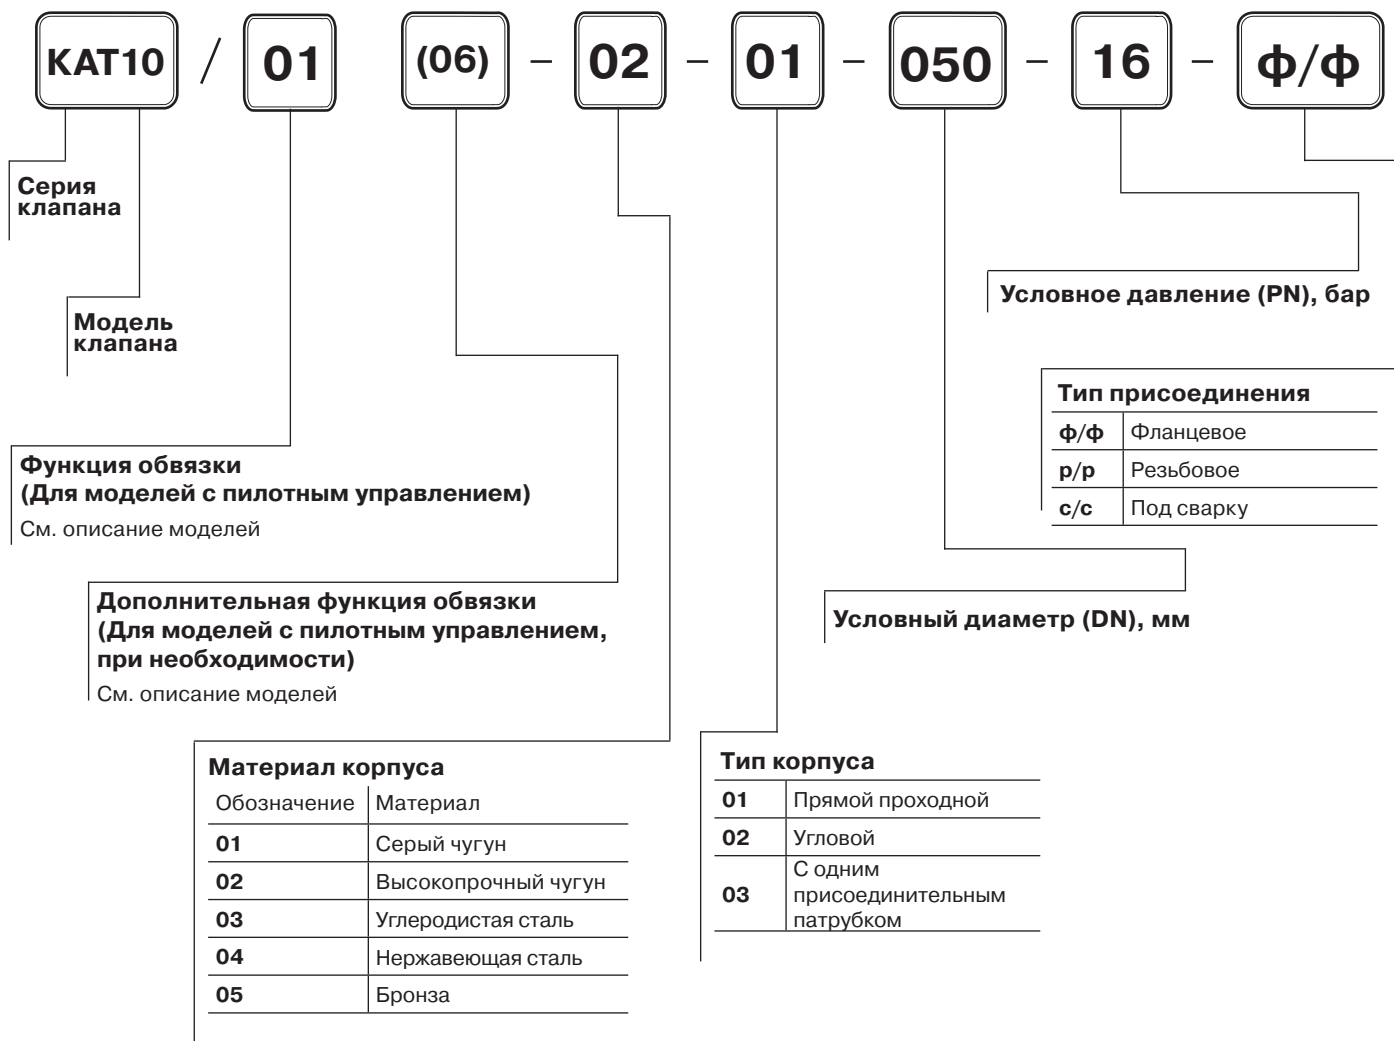 КАТ10 / 01 (06) – 02 – 01 – 050 – 16 – ф/ф
Серия
клапана
Модель
клапана
Функция обвязки
(Для моделей с пилотным управлением)
См. описание моделей
Дополнительная функция обвязки
(Для моделей с пилотным управлением,
при необходимости)
См. описание моделей
Материал корпуса
Обозначение Материал
01 Серый чугун
02 Высокопрочный чугун
03 Углеродистая сталь
04 Нержавеющая сталь
05 Бронза
Тип корпуса
01 Прямой проходной
02 Угловой
03 С одним
присоединительным
патрубком
Условный диаметр (DN), мм
Условное давление (PN), бар
Тип присоединения
ф/ф Фланцевое
р/р Резьбовое
с/с Под сварку